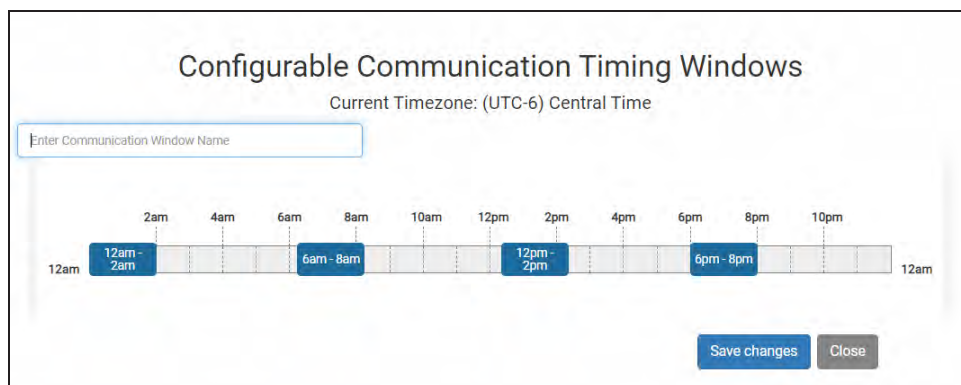 Configurable Communication Timing Windows
Current Timezone: (UTC-6) Central Time
Enter Communication Window Name
2am 4am 6am 8am 10am 12pm 2pm 4pm 6pm 8pm 10pm
12am 12am - 2am 6am - 8am 12pm - 2pm 6pm - 8pm 12am
Save changes Close